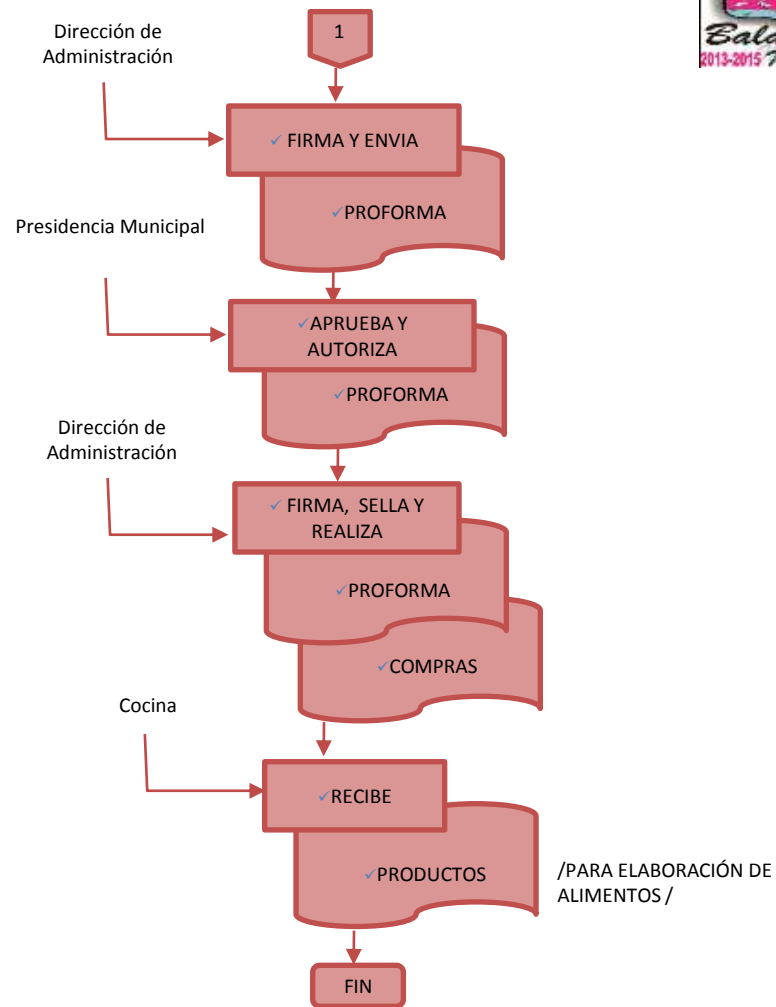 Dirección de
Administración
1
2013-2015
✓ FIRMA Y ENVIA
✓PROFORMA
Presidencia Municipal
✓APRUEBA Y
AUTORIZA
✓PROFORMA
Dirección de
Administración
✓ FIRMA, SELLA Y
REALIZA
✓PROFORMA
✓COMPRAS
Cocina
✓RECIBE
✓PRODUCTOS
/PARA ELABORACIÓN DE
ALIMENTOS /
FIN